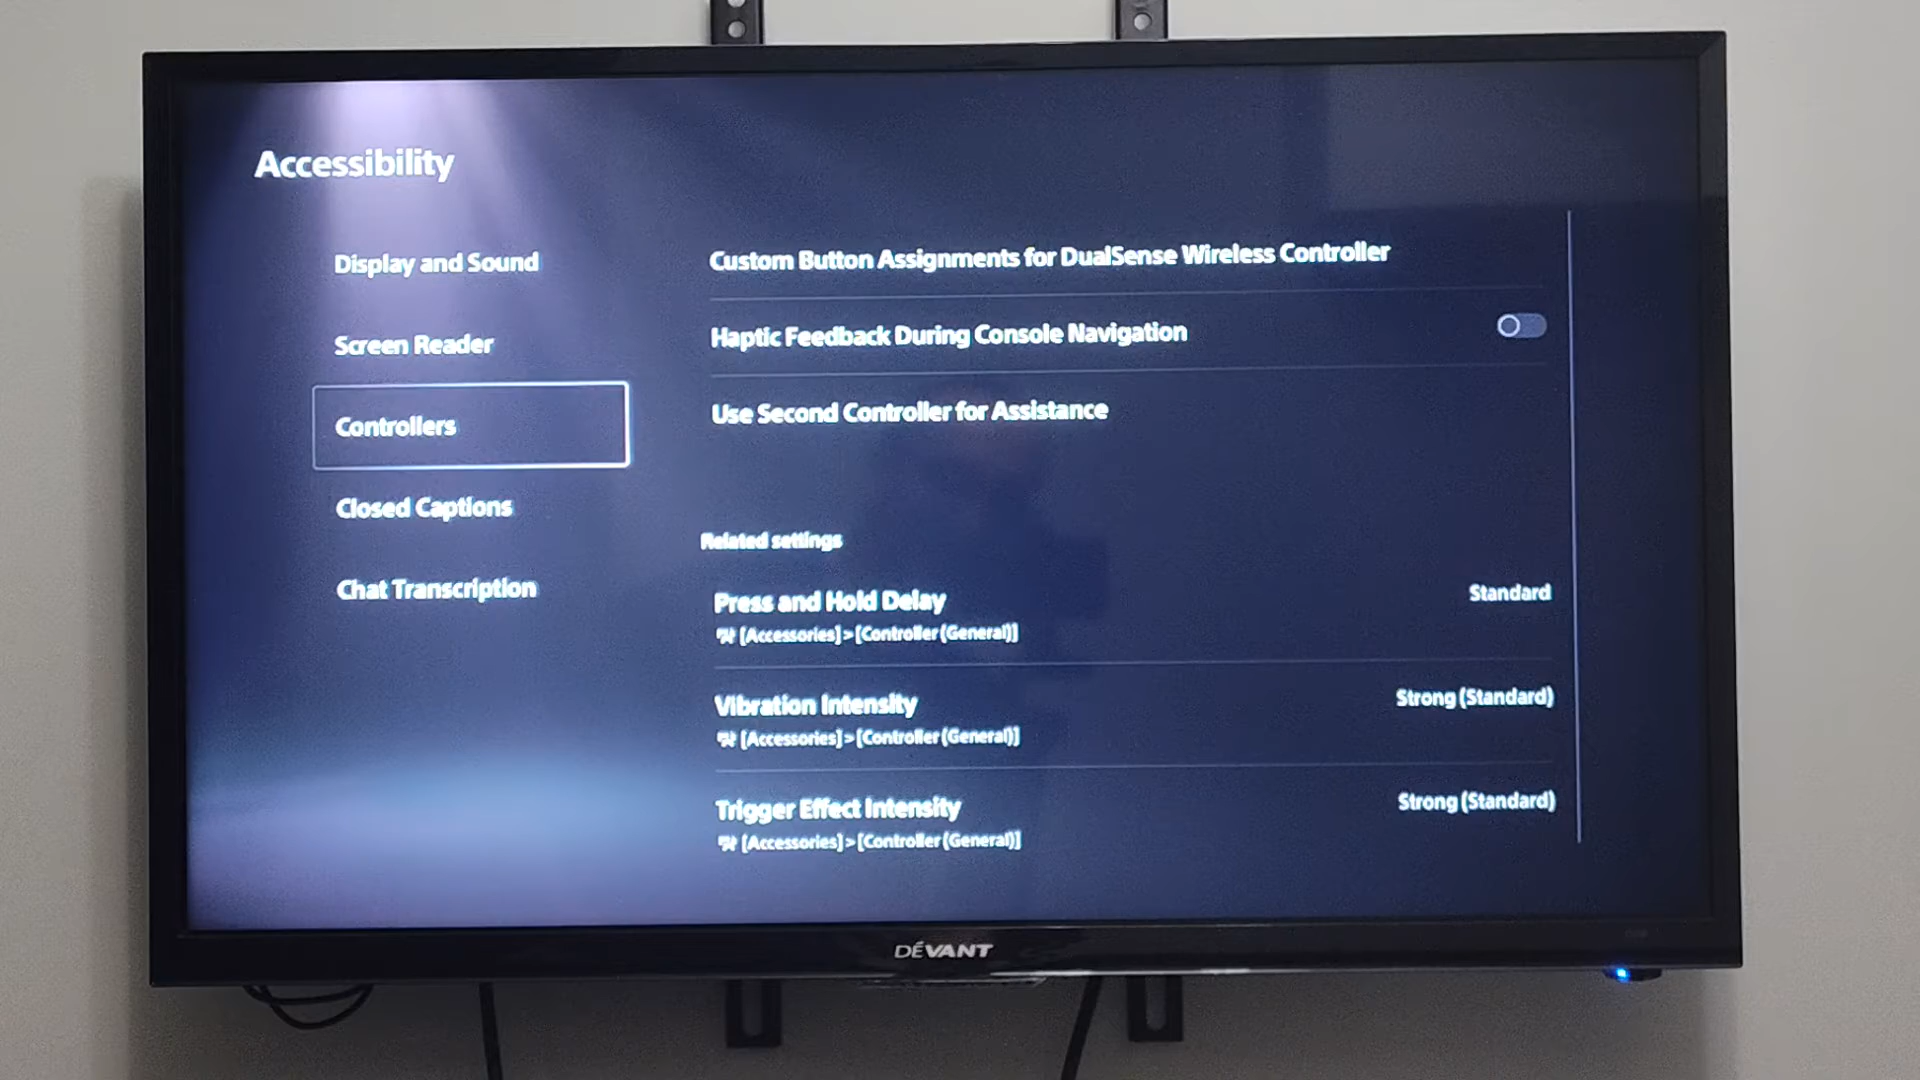 Accessibility
Display and Sound
Screen Reader
Controllers
Closed Captions
Chat Transcription
Custom Button Assignments for DualSense Wireless Controller
Haptic Feedback During Console Navigation
Use Second Controller for Assistance
Related settings
Press and Hold Delay
Standard
[Accessories] > [Controller (General)]
Vibration Intensity
Strong (Standard)
[Accessories] > [Controller (General)]
Trigger Effect Intensity
Strong (Standard)
[Accessories] > [Controller (General)]
DÉVANT